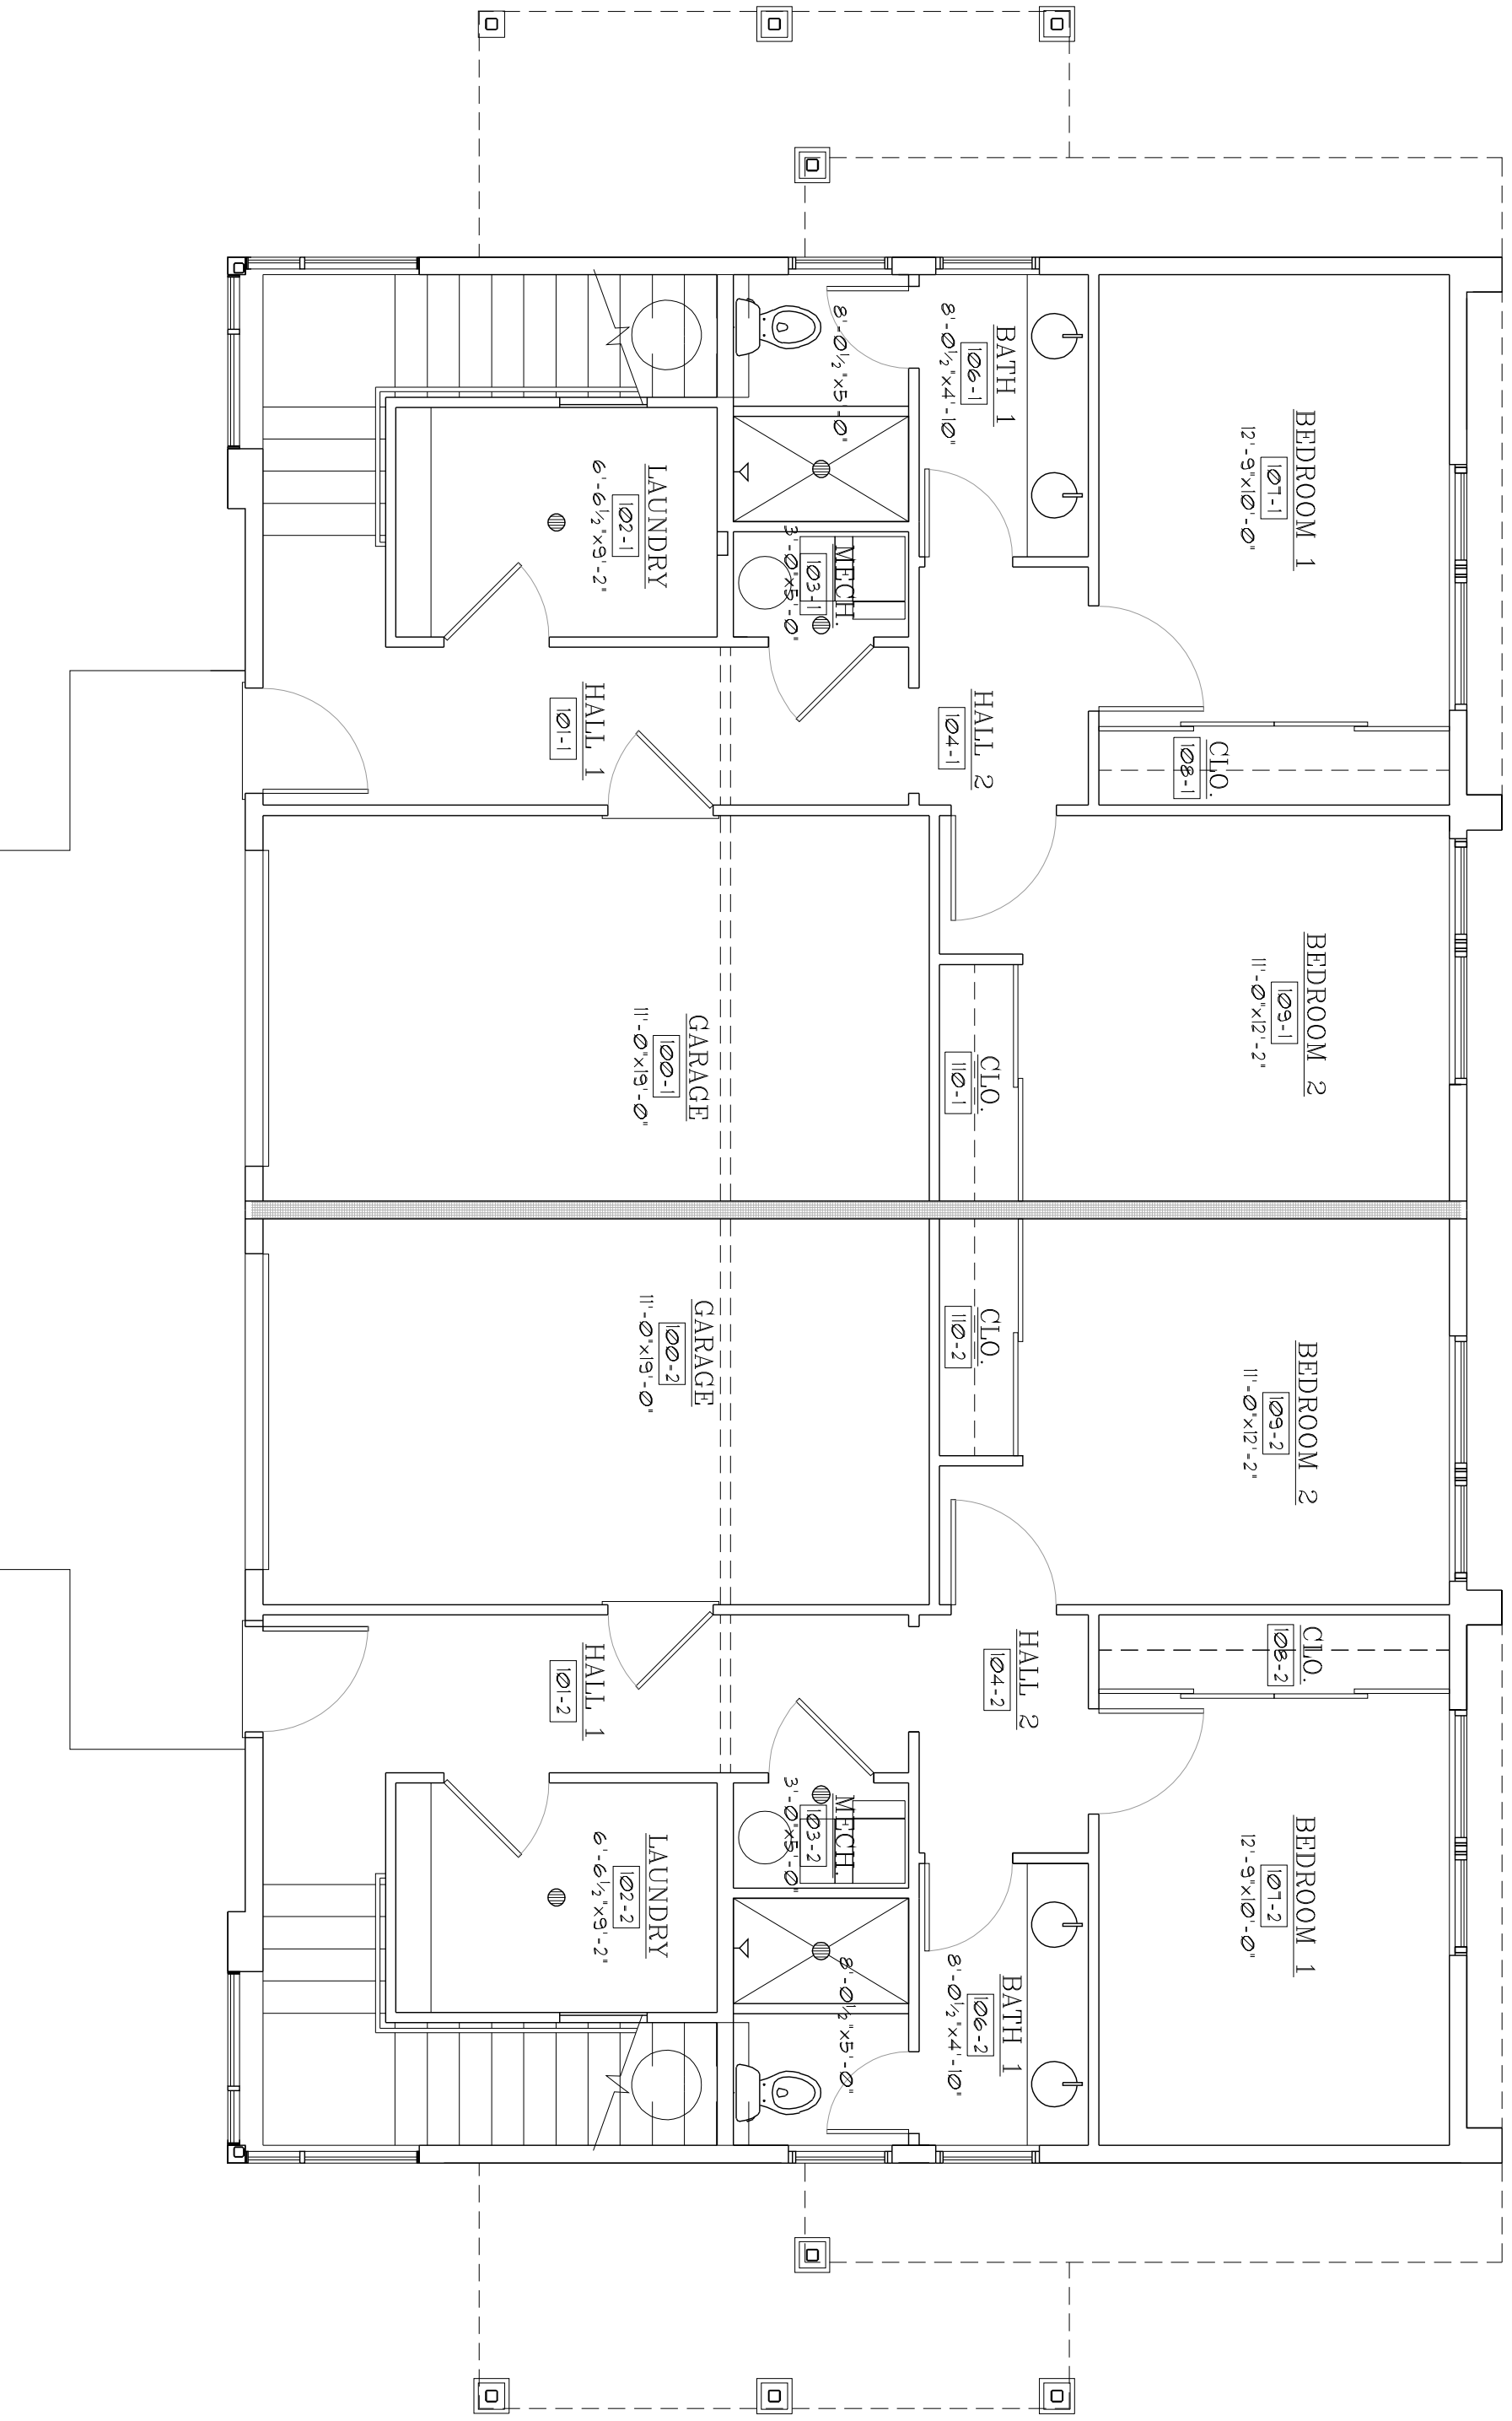 BEDROOM 1
107-1
12'-9"x10'-0"
CLO.
108-1
BEDROOM 2
109-1
11'-0"x12'-2"
BEDROOM 2
109-2
11'-0"x12'-2"
CLO.
108-2
BEDROOM 1
107-2
12'-9"x10'-0"
BATH 1
106-1
8'-0½"x4'-10"
8'-0½"x5'-0"
HALL 2
104-1
CLO.
110-1
CLO.
110-2
HALL 2
104-2
BATH 1
106-2
8'-0½"x4'-10"
8'-0½"x5'-0"
MECH.
103-1
3'-0"x5'-0"
MECH.
103-2
3'-0"x5'-0"
LAUNDRY
102-1
6'-6½"x9'-2"
HALL 1
101-1
GARAGE
100-1
11'-0"x19'-0"
GARAGE
100-2
11'-0"x19'-0"
HALL 1
101-2
LAUNDRY
102-2
6'-6½"x9'-2"